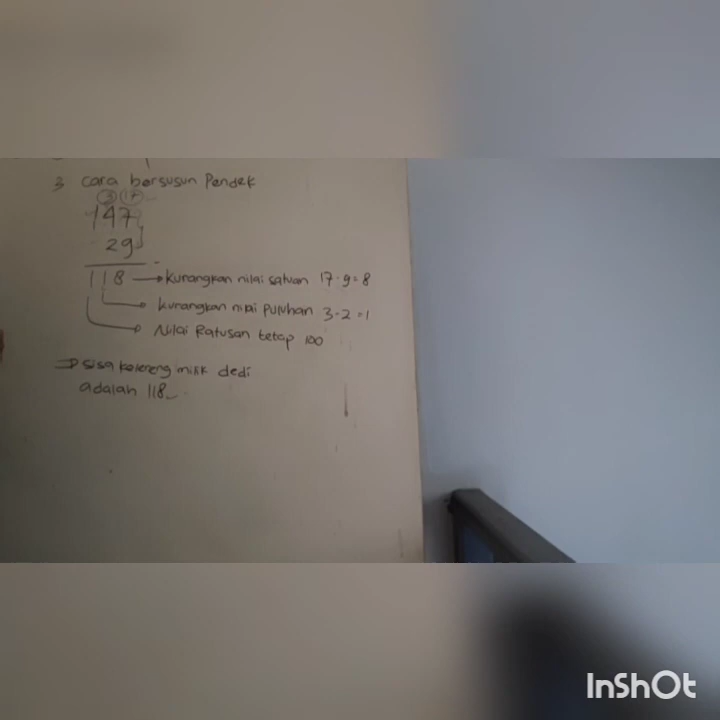 3 Cara bersusun Pendek
3 17
147
29
-
118 → kurangkan nilai satuan 17-9=8
→ kurangkan nilai Puluhan 3-2=1
→ Nilai Ratusan tetap 100
⇒ sisa kelereng milik dedi
adalah 118
InShOt